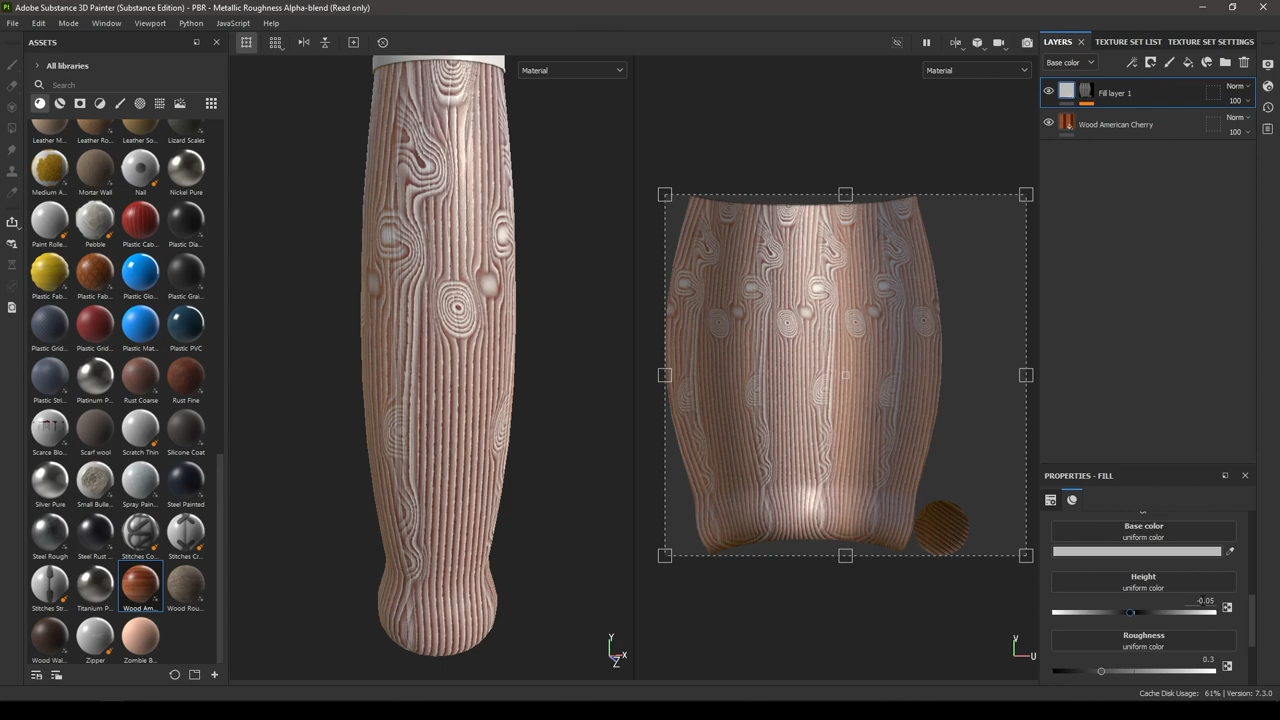 Adobe Substance 3D Painter (Substance Edition) - PBR - Metallic Roughness Alpha-blend (Read only)
File Edit Mode Window Viewport Python JavaScript Help
ASSETS
All libraries
Search
Leather M... Leather Ro... Leather So... Lizard Scales
Medium A... Mortar Wall Nail Nickel Pure
Paint Rolle... Pebble Plastic Cab... Plastic Dia...
Plastic Fab... Plastic Fab... Plastic Glo... Plastic Grai...
Plastic Grid... Plastic Grid... Plastic Mat... Plastic PVC
Plastic Stri... Platinum P... Rust Coarse Rust Fine
Scarce Blo... Scarf wool Scratch Thin Silicone Coat
Silver Pure Small Bulle... Spray Pain... Steel Painted
Steel Rough Steel Rust ... Stitches Co... Stitches Cr...
Stitches Str... Titanium P... Wood Am... Wood Rou...
Wood Wal... Zipper Zombie B...
Material
Y
X
Z
Material
V
U
LAYERS TEXTURE SET LIST TEXTURE SET SETTINGS
Base color
Fill layer 1 Norm
100
Wood American Cherry Norm
100
PROPERTIES - FILL
Base color
uniform color
Height
uniform color
-0.05
Roughness
uniform color
0.3
Cache Disk Usage: 61% | Version: 7.3.0